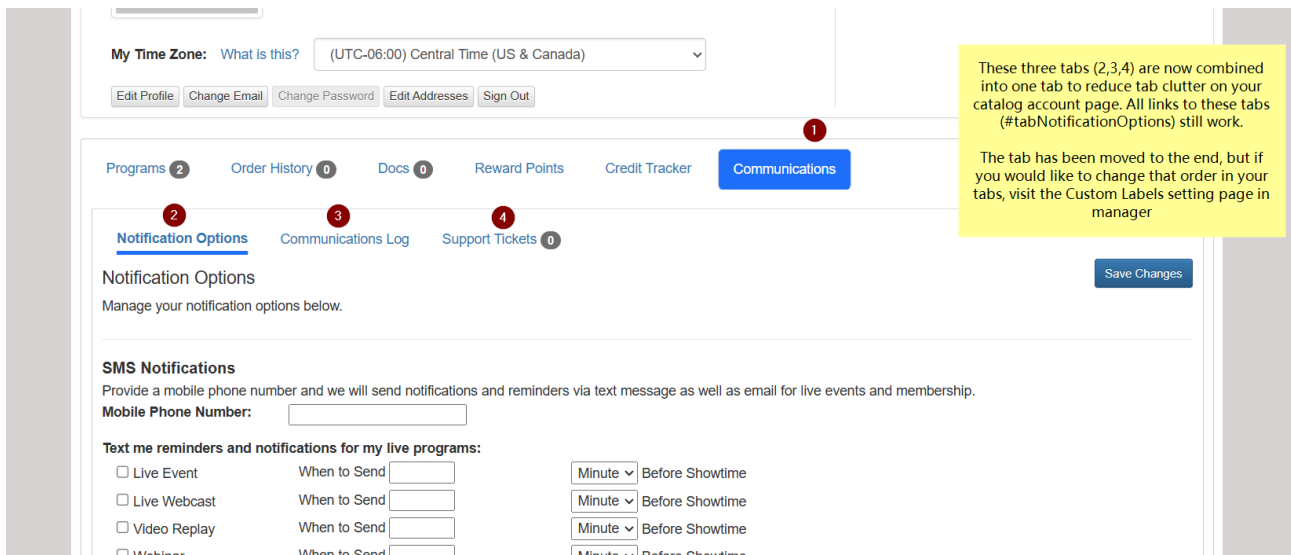 My Time Zone: What is this? (UTC-06:00) Central Time (US & Canada)
Edit Profile Change Email Change Password Edit Addresses Sign Out
These three tabs (2,3,4) are now combined
into one tab to reduce tab clutter on your
catalog account page. All links to these tabs
(#tabNotificationOptions) still work.
The tab has been moved to the end, but if
you would like to change that order in your
tabs, visit the Custom Labels setting page in
manager
1
Programs 2 Order History 0 Docs 0 Reward Points Credit Tracker Communications
2 3 4
Notification Options Communications Log Support Tickets 0
Notification Options
Save Changes
Manage your notification options below.
SMS Notifications
Provide a mobile phone number and we will send notifications and reminders via text message as well as email for live events and membership.
Mobile Phone Number:
Text me reminders and notifications for my live programs:
Live Event When to Send Minute Before Showtime
Live Webcast When to Send Minute Before Showtime
Video Replay When to Send Minute Before Showtime
Webinar When to Send Minute Before Showtime